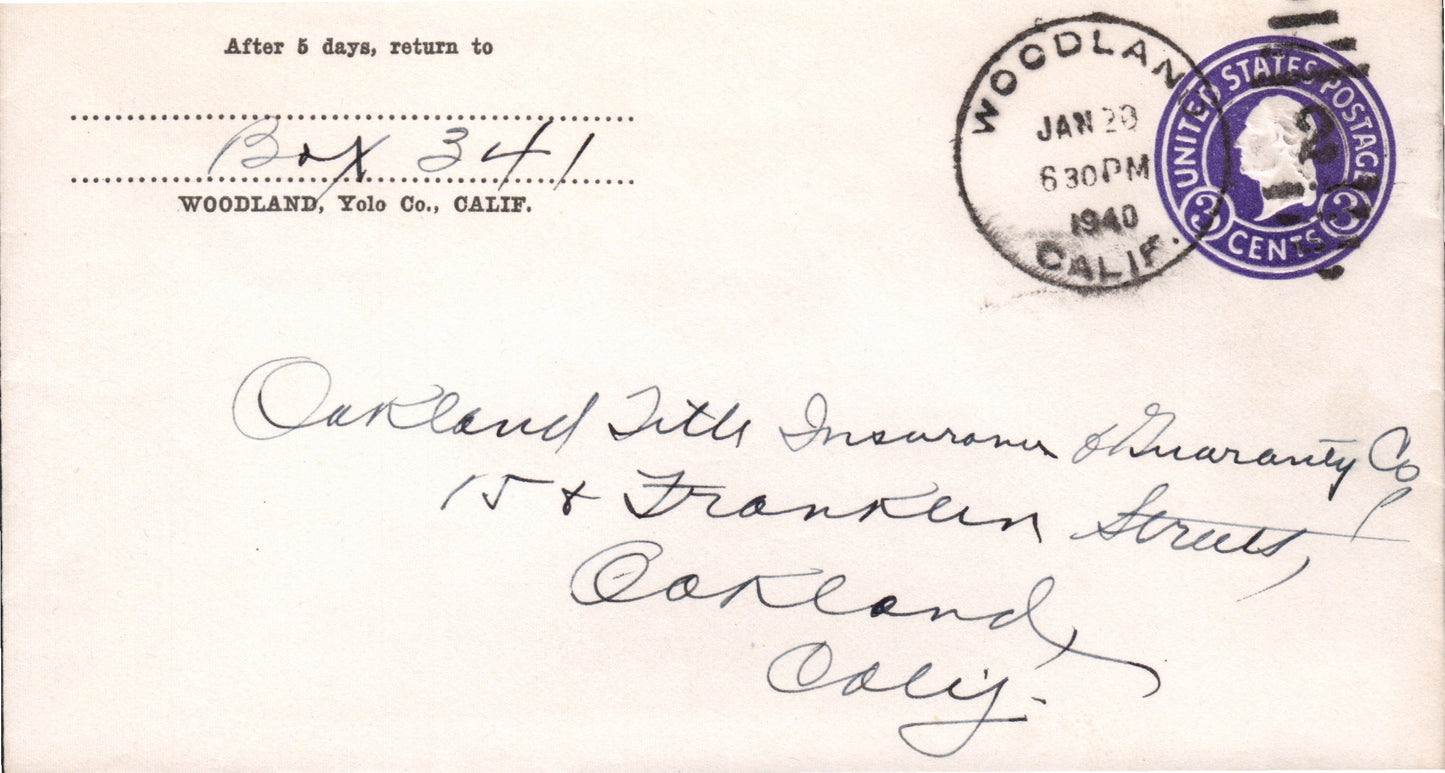 After 5 days, return to
Box 341
WOODLAND, Yolo Co., CALIF.
WOODLAND
JAN 20
6 30 PM
1940
CALIF.
UNITED STATES POSTAGE
3 CENTS 3
Oakland Title Insurance & Guaranty Co
15 & Franklin Streets,
Oakland,
Calif.